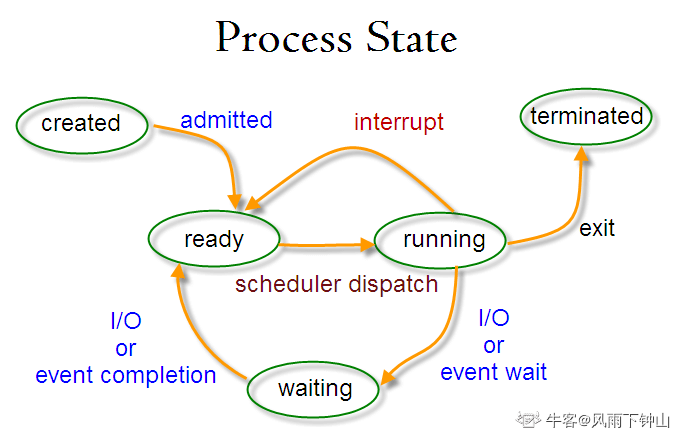 Process State
created
admitted
interrupt
terminated
ready
running
exit
scheduler dispatch
I/O
or
event completion
I/O
or
event wait
waiting
牛客@风雨下钟山